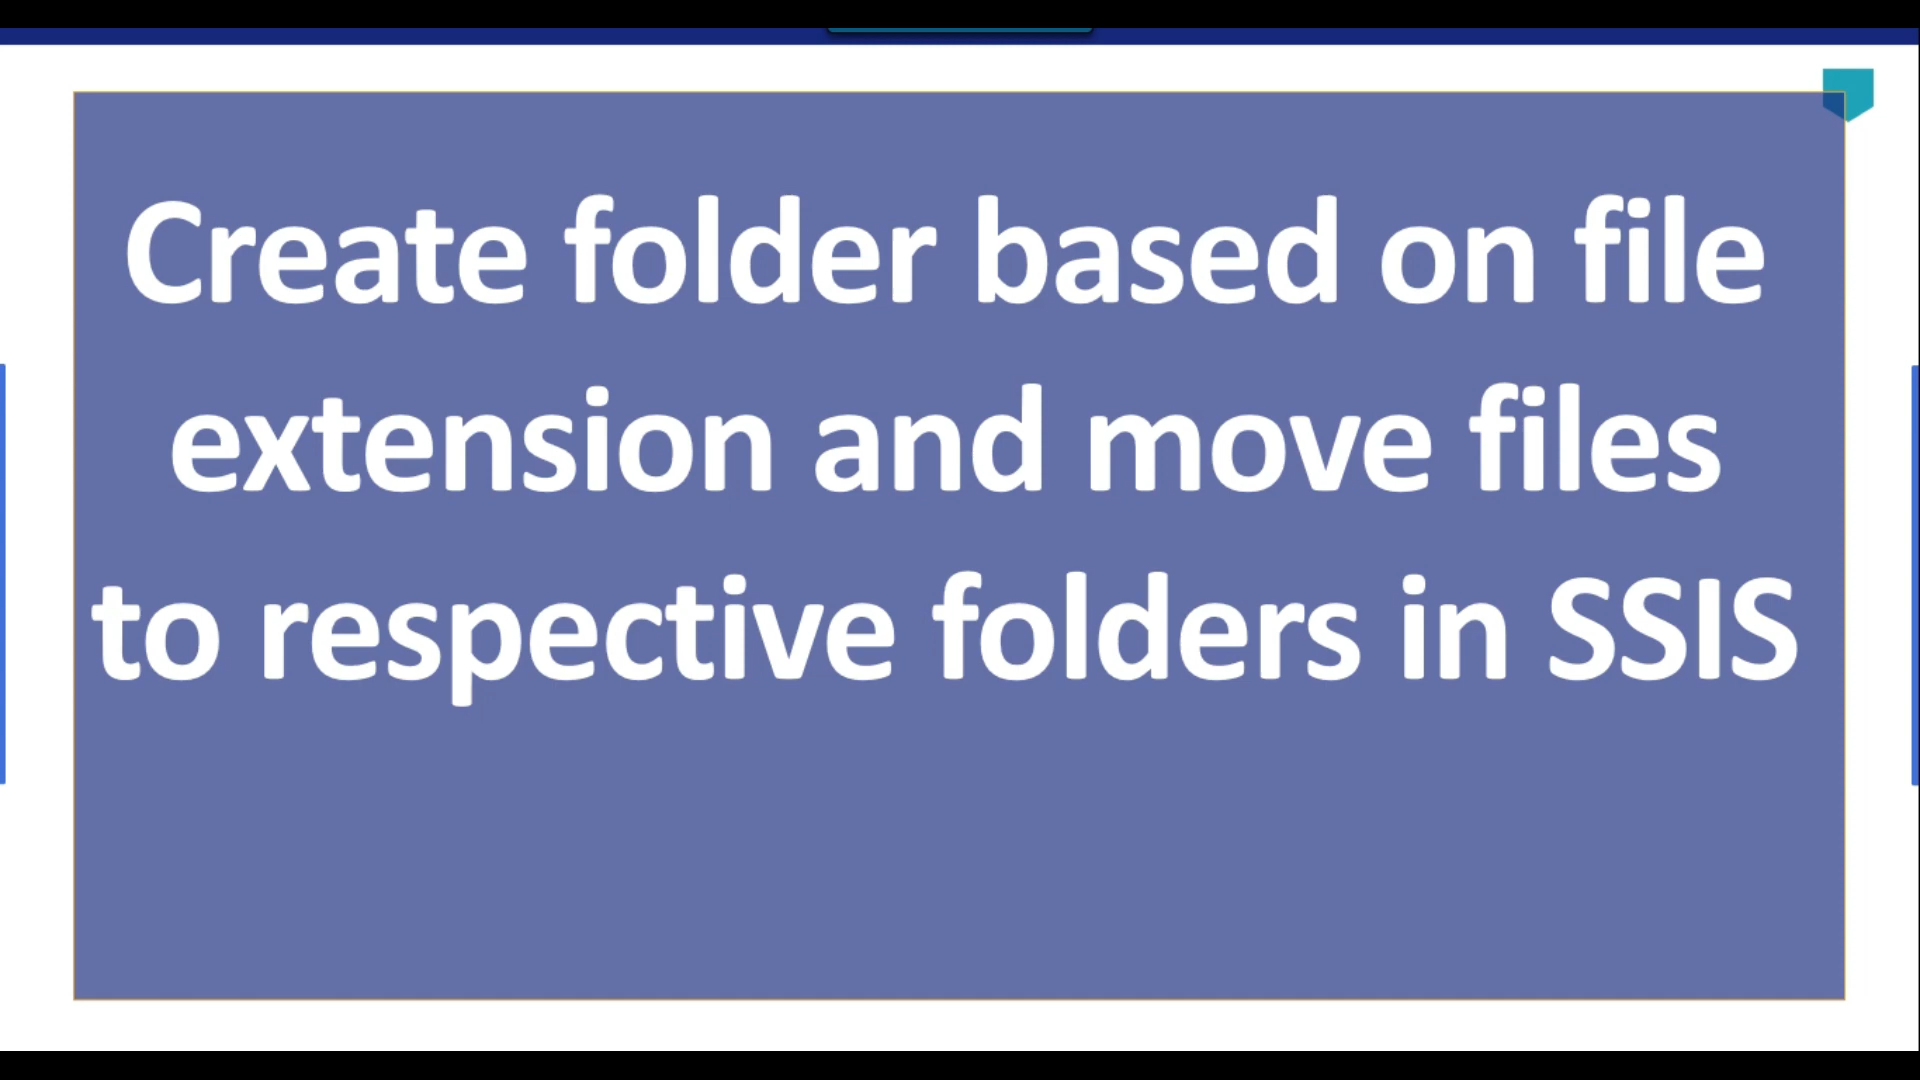 Create folder based on file
extension and move files
to respective folders in SSIS